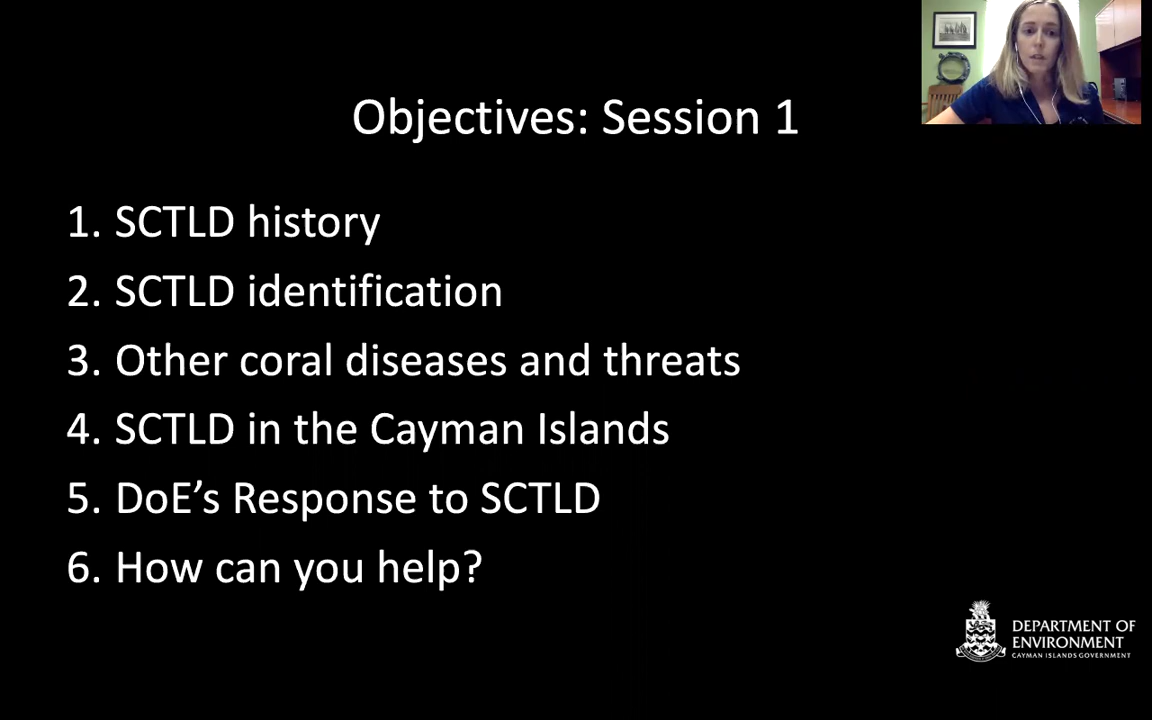 Objectives: Session 1
1. SCTLD history
2. SCTLD identification
3. Other coral diseases and threats
4. SCTLD in the Cayman Islands
5. DoE’s Response to SCTLD
6. How can you help?
DEPARTMENT OF
ENVIRONMENT
CAYMAN ISLANDS GOVERNMENT